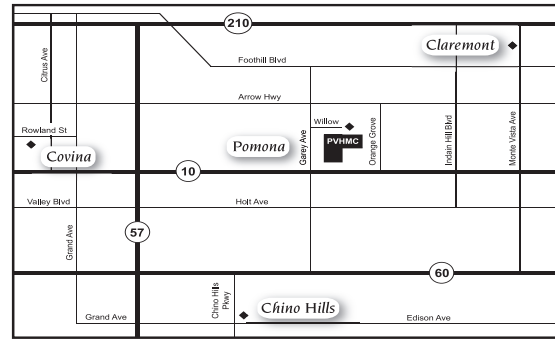 210
Claremont
Citrus Ave
Foothill Blvd
Arrow Hwy
Rowland St
Covina
Pomona
Garey Ave
Willow
PVHMC
Orange Grove
Indain Hill Blvd
Monte Vista Ave
10
Valley Blvd
Holt Ave
Grand Ave
57
60
Chino Hills
Pkwy
Chino Hills
Grand Ave
Edison Ave